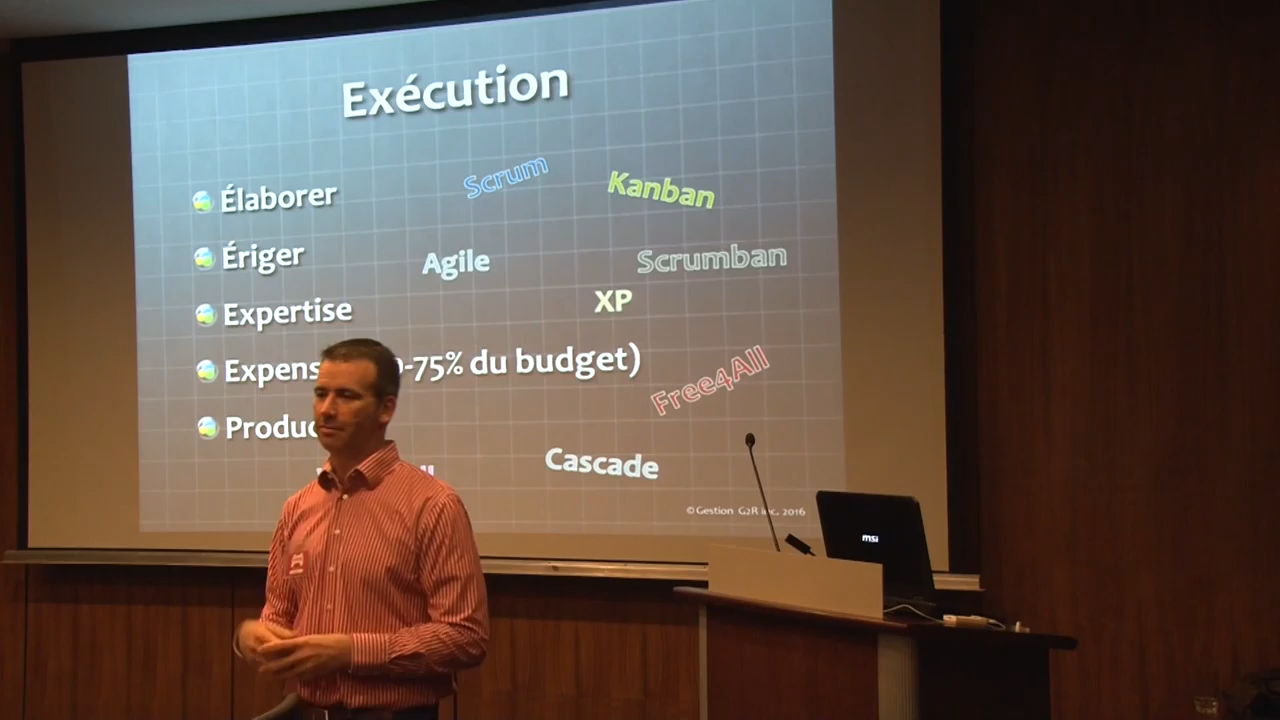 Exécution
Scrum
Kanban
Élaborer
Ériger
Agile
Scrumban
Expertise
XP
-75% du budget)
Free4All
Cascade
©Gestion G2R inc. 2016
msi